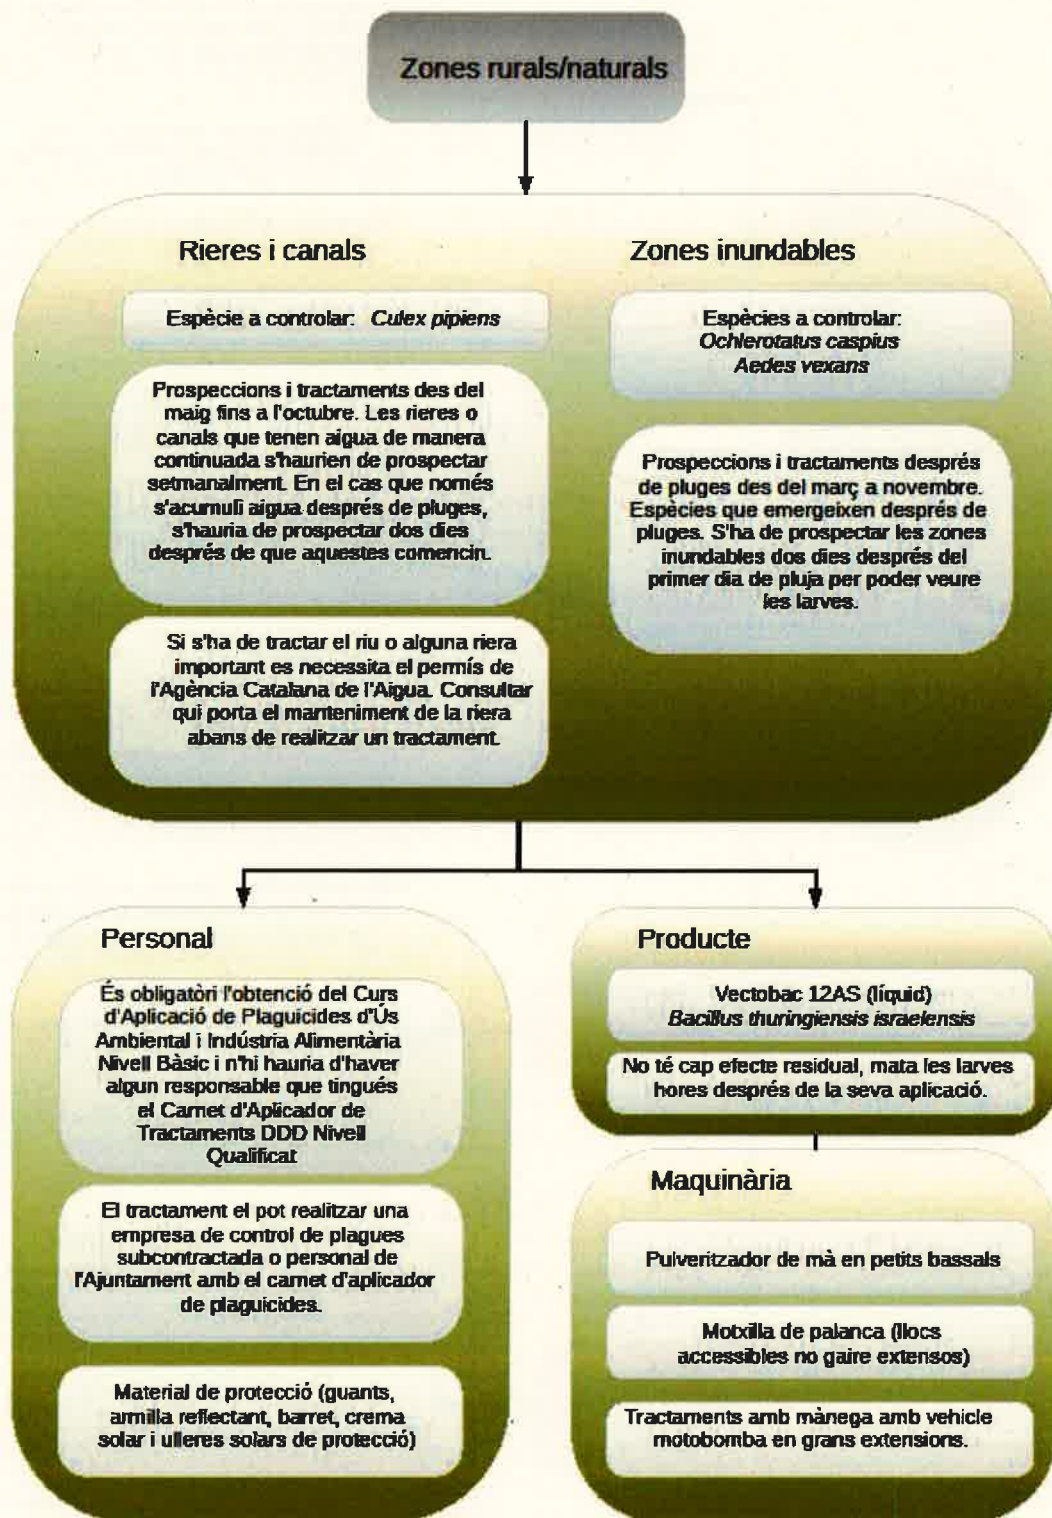 Zones rurals/naturals
Rieres i canals
Espècie a controlar: Culex pipiens
Prospeccions i tractaments des del
maig fins a l'octubre. Les rieres o
canals que tenen aigua de manera
continuada s'haurien de prospectar
setmanalment. En el cas que només
s'acumuli aigua després de pluges,
s'hauria de prospectar dos dies
després de que aquestes comencin.
Si s'ha de tractar el riu o alguna riera
important es necessita el permís de
l'Agència Catalana de l'Aigua. Consultar
qui porta el manteniment de la riera
abans de realitzar un tractament.
Zones inundables
Espècies a controlar:
Ochlerotatus caspius
Aedes vexans
Prospeccions i tractaments després
de pluges des del març a novembre.
Espècies que emergeixen després de
pluges. S'ha de prospectar les zones
inundables dos dies després del
primer dia de pluja per poder veure
les larves.
Personal
És obligatòri l'obtenció del Curs
d'Aplicació de Plaguicides d'Ús
Ambiental i Indústria Alimentària
Nivell Bàsic i n'hi hauria d'haver
algun responsable que tingués
el Carnet d'Aplicador de
Tractaments DDD Nivell
Qualificat
El tractament el pot realitzar una
empresa de control de plagues
subcontractada o personal de
l'Ajuntament amb el carnet d'aplicador
de plaguicides.
Material de protecció (guants,
armilla reflectant, barret, crema
solar i ulleres solars de protecció)
Producte
Vectobac 12AS (líquid)
Bacillus thuringiensis israelensis
No té cap efecte residual, mata les larves
hores després de la seva aplicació.
Maquinària
Pulveritzador de mà en petits bassals
Motxilla de palanca (llocs
accessibles no gaire extensos)
Tractaments amb mànega amb vehicle
motobomba en grans extensions.